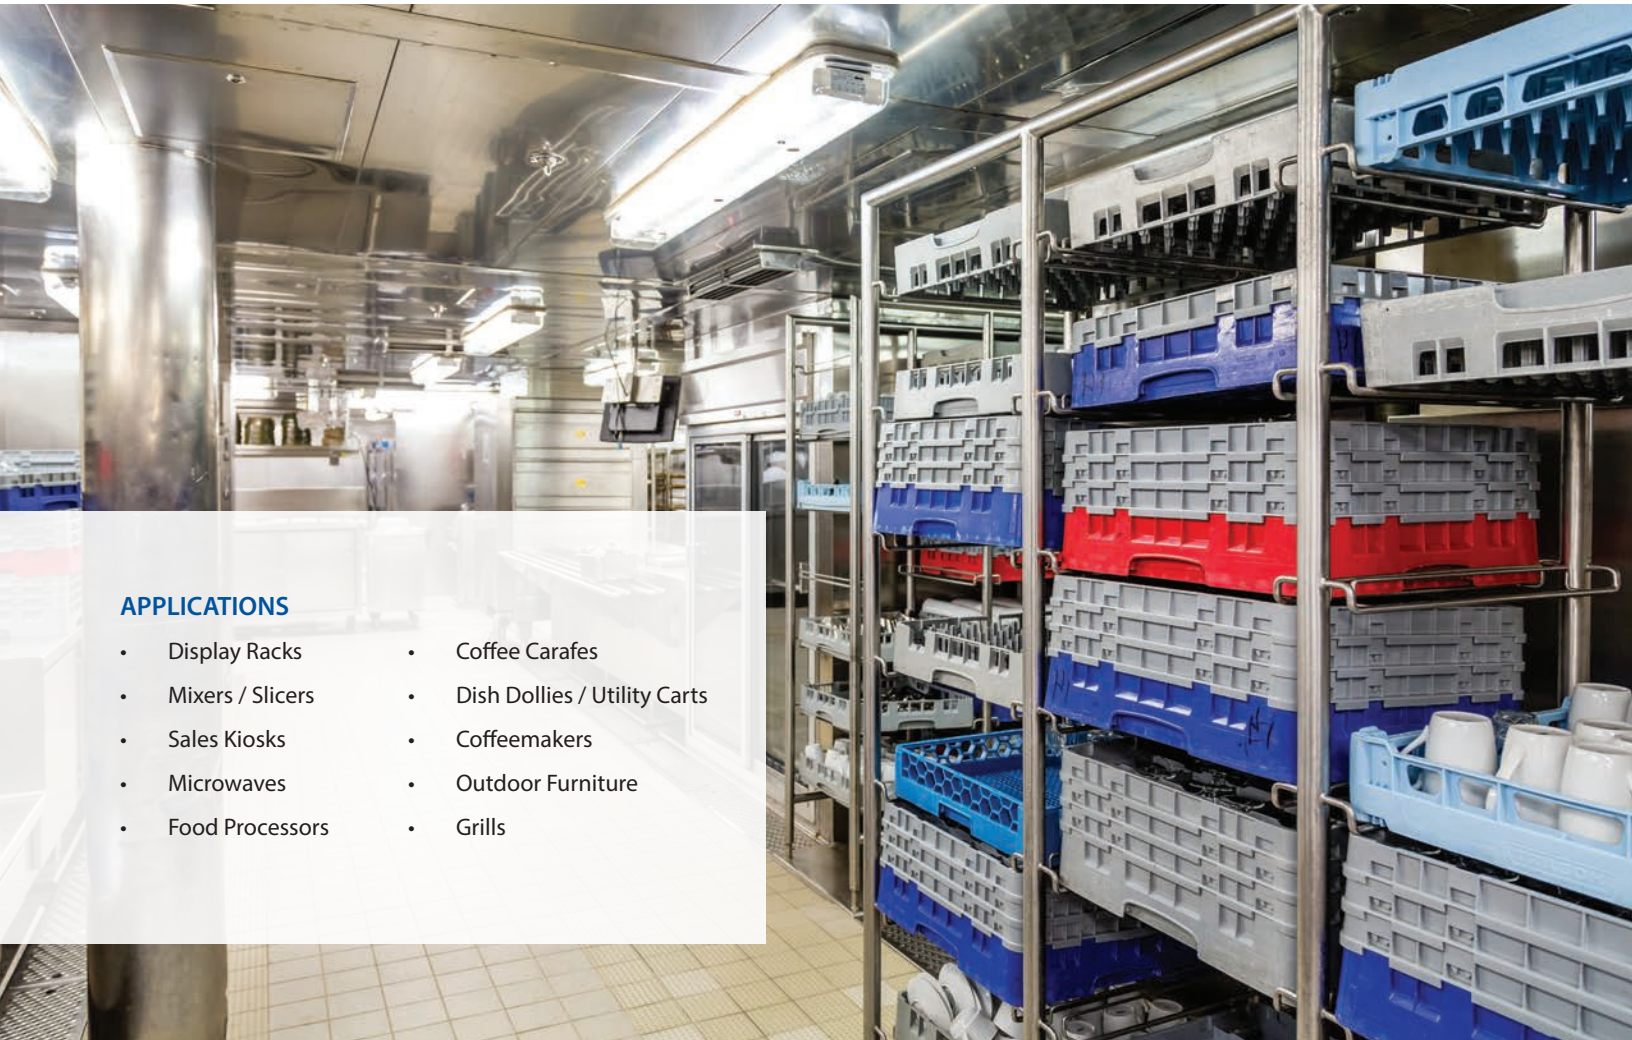 APPLICATIONS
• Display Racks
• Mixers / Slicers
• Sales Kiosks
• Microwaves
• Food Processors
• Coffee Carafes
• Dish Dollies / Utility Carts
• Coffeemakers
• Outdoor Furniture
• Grills